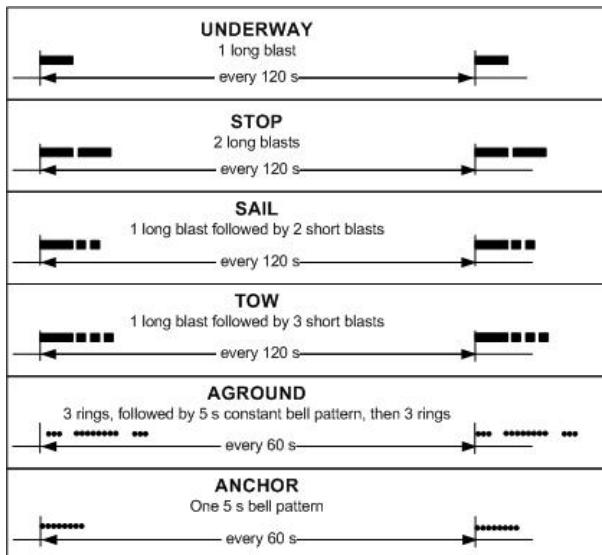 UNDERWAY
1 long blast
every 120 s
STOP
2 long blasts
every 120 s
SAIL
1 long blast followed by 2 short blasts
every 120 s
TOW
1 long blast followed by 3 short blasts
every 120 s
AGROUND
3 rings, followed by 5 s constant bell pattern, then 3 rings
every 60 s
ANCHOR
One 5 s bell pattern
every 60 s